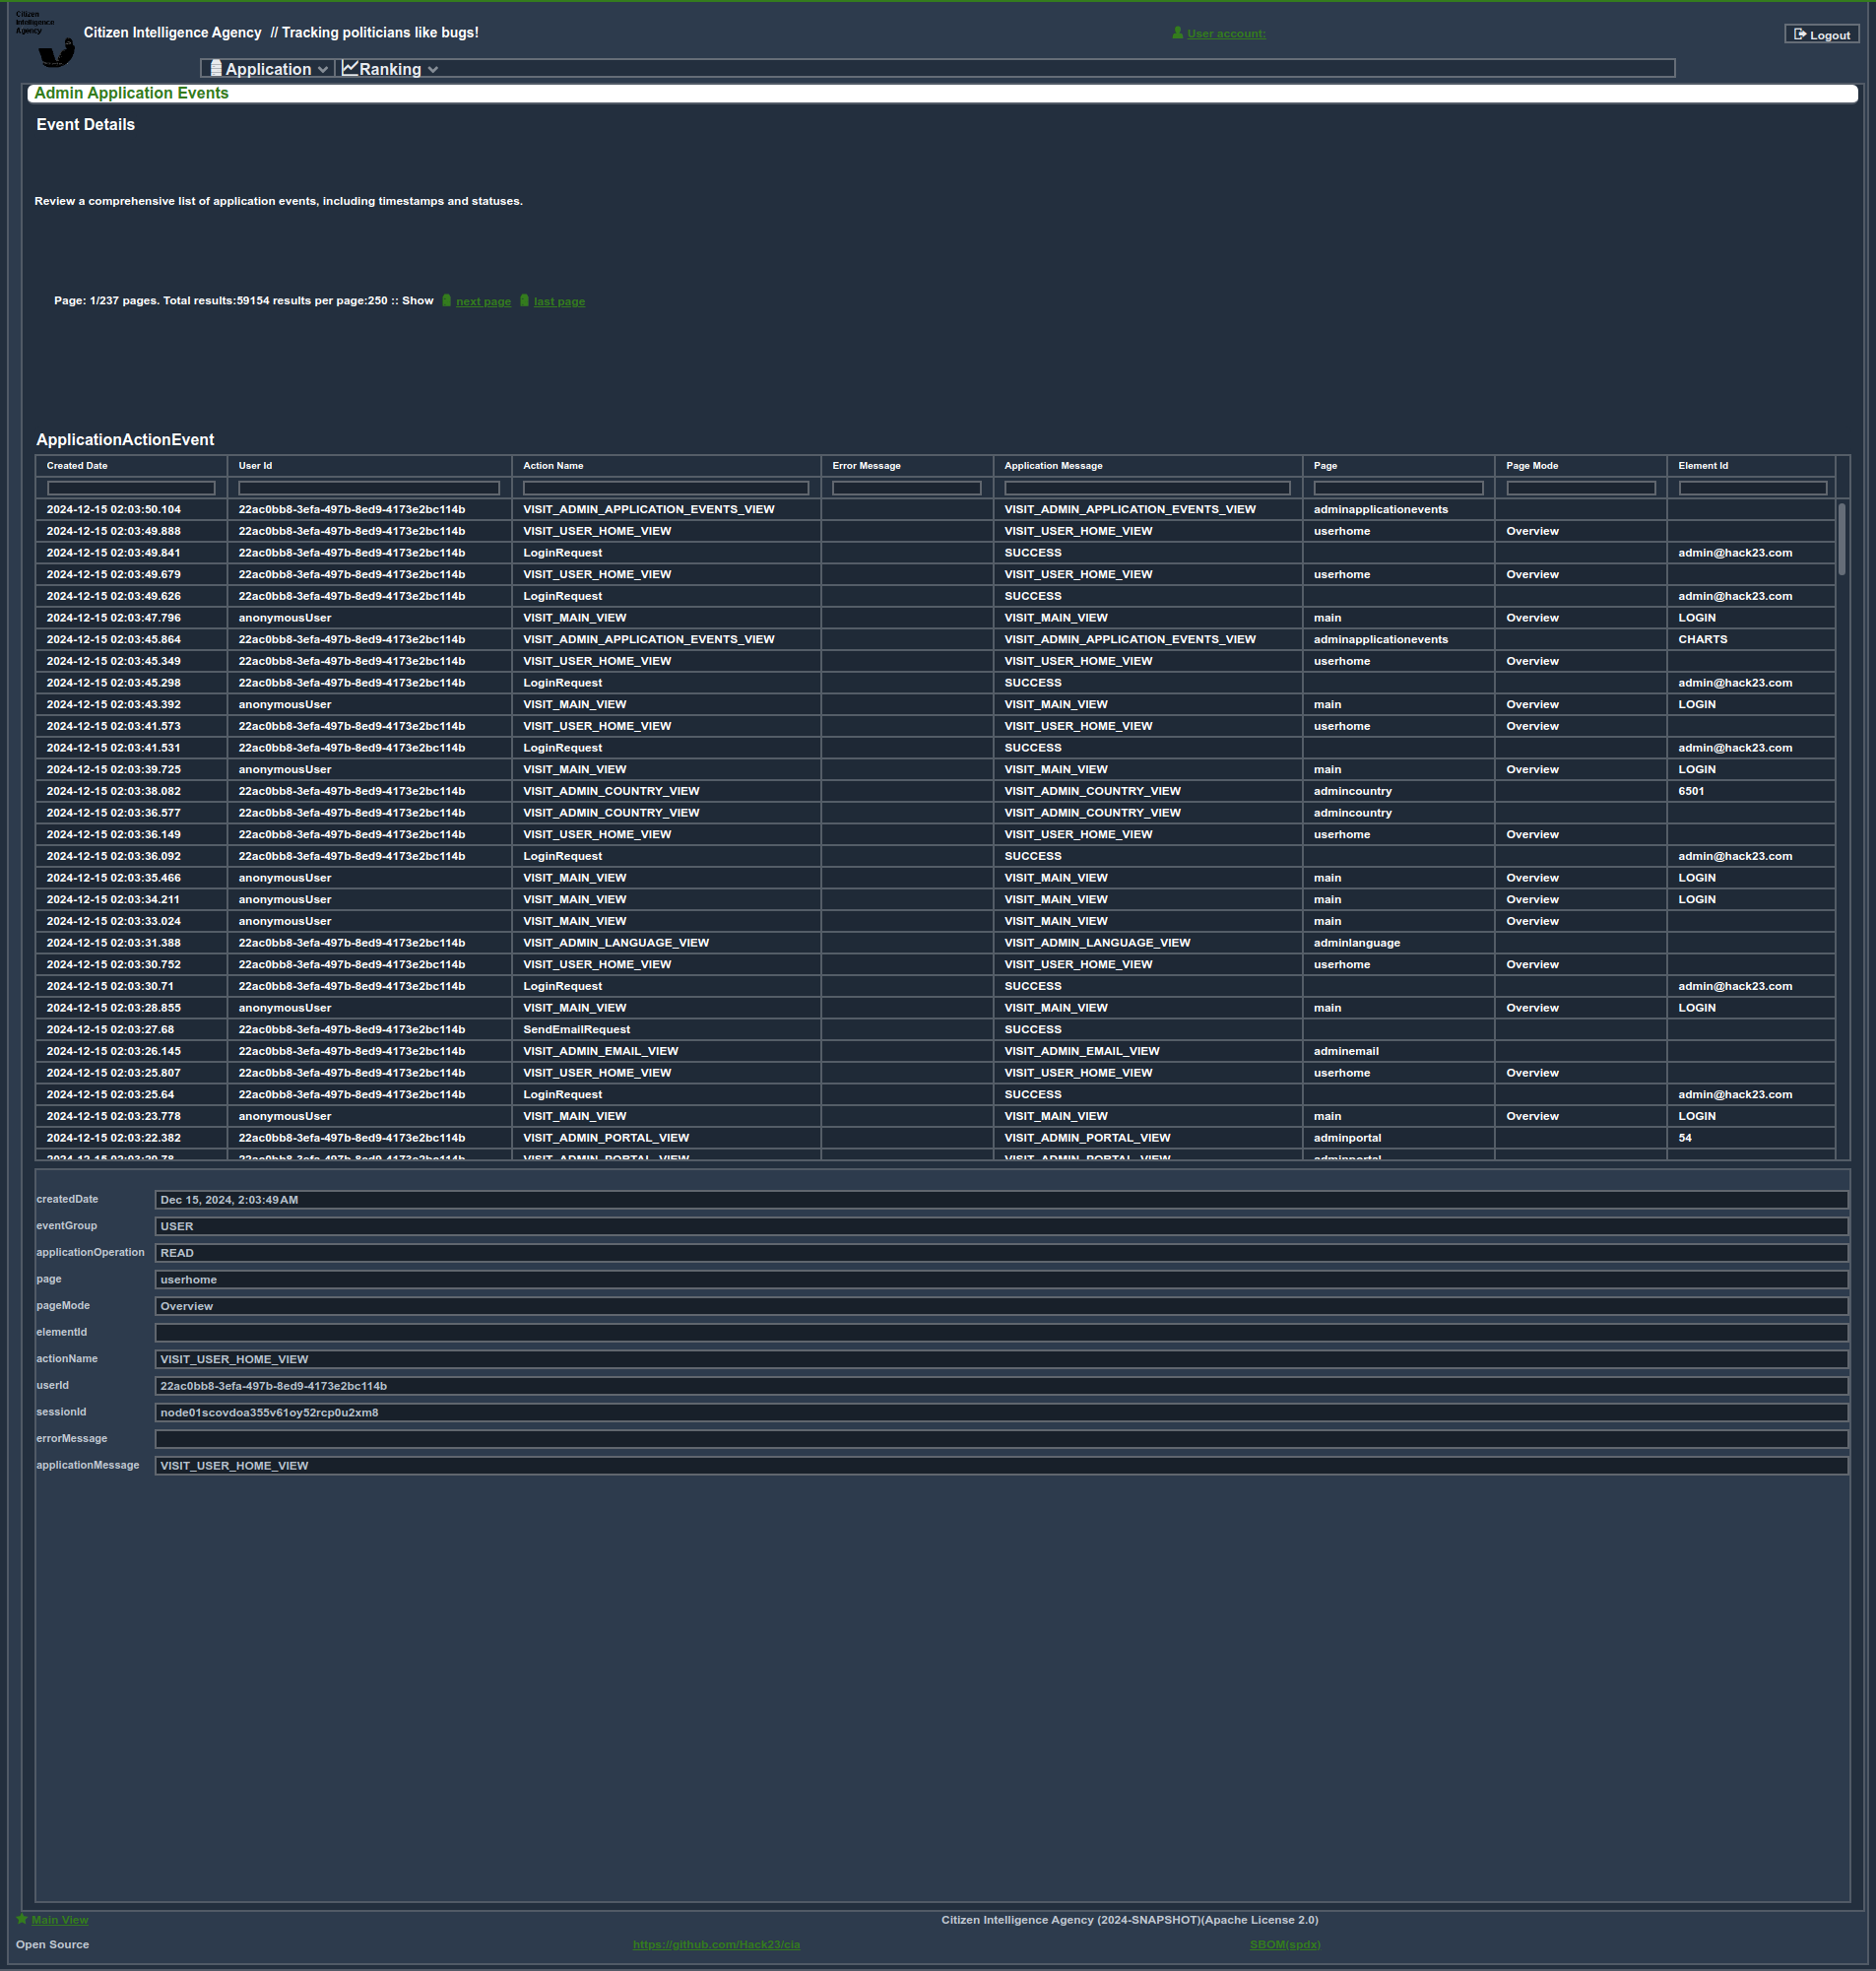 Citizen
Intelligence
Agency
Citizen Intelligence Agency // Tracking politicians like bugs!
User account:
Logout
Application Ranking
Admin Application Events
Event Details
Review a comprehensive list of application events, including timestamps and statuses.
Page: 1/237 pages. Total results:59154 results per page:250 :: Show next page last page
ApplicationActionEvent
Created Date User Id Action Name Error Message Application Message Page Page Mode Element Id
2024-12-15 02:03:50.104 22ac0bb8-3efa-497b-8ed9-4173e2bc114b VISIT_ADMIN_APPLICATION_EVENTS_VIEW VISIT_ADMIN_APPLICATION_EVENTS_VIEW adminapplicationevents
2024-12-15 02:03:49.888 22ac0bb8-3efa-497b-8ed9-4173e2bc114b VISIT_USER_HOME_VIEW VISIT_USER_HOME_VIEW userhome Overview
2024-12-15 02:03:49.841 22ac0bb8-3efa-497b-8ed9-4173e2bc114b LoginRequest SUCCESS admin@hack23.com
2024-12-15 02:03:49.679 22ac0bb8-3efa-497b-8ed9-4173e2bc114b VISIT_USER_HOME_VIEW VISIT_USER_HOME_VIEW userhome Overview
2024-12-15 02:03:49.626 22ac0bb8-3efa-497b-8ed9-4173e2bc114b LoginRequest SUCCESS admin@hack23.com
2024-12-15 02:03:47.796 anonymousUser VISIT_MAIN_VIEW VISIT_MAIN_VIEW main Overview LOGIN
2024-12-15 02:03:45.864 22ac0bb8-3efa-497b-8ed9-4173e2bc114b VISIT_ADMIN_APPLICATION_EVENTS_VIEW VISIT_ADMIN_APPLICATION_EVENTS_VIEW adminapplicationevents CHARTS
2024-12-15 02:03:45.349 22ac0bb8-3efa-497b-8ed9-4173e2bc114b VISIT_USER_HOME_VIEW VISIT_USER_HOME_VIEW userhome Overview
2024-12-15 02:03:45.298 22ac0bb8-3efa-497b-8ed9-4173e2bc114b LoginRequest SUCCESS admin@hack23.com
2024-12-15 02:03:43.392 anonymousUser VISIT_MAIN_VIEW VISIT_MAIN_VIEW main Overview LOGIN
2024-12-15 02:03:41.573 22ac0bb8-3efa-497b-8ed9-4173e2bc114b VISIT_USER_HOME_VIEW VISIT_USER_HOME_VIEW userhome Overview
2024-12-15 02:03:41.531 22ac0bb8-3efa-497b-8ed9-4173e2bc114b LoginRequest SUCCESS admin@hack23.com
2024-12-15 02:03:39.725 anonymousUser VISIT_MAIN_VIEW VISIT_MAIN_VIEW main Overview LOGIN
2024-12-15 02:03:38.082 22ac0bb8-3efa-497b-8ed9-4173e2bc114b VISIT_ADMIN_COUNTRY_VIEW VISIT_ADMIN_COUNTRY_VIEW admincountry 6501
2024-12-15 02:03:36.577 22ac0bb8-3efa-497b-8ed9-4173e2bc114b VISIT_ADMIN_COUNTRY_VIEW VISIT_ADMIN_COUNTRY_VIEW admincountry
2024-12-15 02:03:36.149 22ac0bb8-3efa-497b-8ed9-4173e2bc114b VISIT_USER_HOME_VIEW VISIT_USER_HOME_VIEW userhome Overview
2024-12-15 02:03:36.092 22ac0bb8-3efa-497b-8ed9-4173e2bc114b LoginRequest SUCCESS admin@hack23.com
2024-12-15 02:03:35.466 anonymousUser VISIT_MAIN_VIEW VISIT_MAIN_VIEW main Overview LOGIN
2024-12-15 02:03:34.211 anonymousUser VISIT_MAIN_VIEW VISIT_MAIN_VIEW main Overview LOGIN
2024-12-15 02:03:33.024 anonymousUser VISIT_MAIN_VIEW VISIT_MAIN_VIEW main Overview
2024-12-15 02:03:31.388 22ac0bb8-3efa-497b-8ed9-4173e2bc114b VISIT_ADMIN_LANGUAGE_VIEW VISIT_ADMIN_LANGUAGE_VIEW adminlanguage
2024-12-15 02:03:30.752 22ac0bb8-3efa-497b-8ed9-4173e2bc114b VISIT_USER_HOME_VIEW VISIT_USER_HOME_VIEW userhome Overview
2024-12-15 02:03:30.71 22ac0bb8-3efa-497b-8ed9-4173e2bc114b LoginRequest SUCCESS admin@hack23.com
2024-12-15 02:03:28.855 anonymousUser VISIT_MAIN_VIEW VISIT_MAIN_VIEW main Overview LOGIN
2024-12-15 02:03:27.68 22ac0bb8-3efa-497b-8ed9-4173e2bc114b SendEmailRequest SUCCESS
2024-12-15 02:03:26.145 22ac0bb8-3efa-497b-8ed9-4173e2bc114b VISIT_ADMIN_EMAIL_VIEW VISIT_ADMIN_EMAIL_VIEW adminemail
2024-12-15 02:03:25.807 22ac0bb8-3efa-497b-8ed9-4173e2bc114b VISIT_USER_HOME_VIEW VISIT_USER_HOME_VIEW userhome Overview
2024-12-15 02:03:25.64 22ac0bb8-3efa-497b-8ed9-4173e2bc114b LoginRequest SUCCESS admin@hack23.com
2024-12-15 02:03:23.778 anonymousUser VISIT_MAIN_VIEW VISIT_MAIN_VIEW main Overview LOGIN
2024-12-15 02:03:22.382 22ac0bb8-3efa-497b-8ed9-4173e2bc114b VISIT_ADMIN_PORTAL_VIEW VISIT_ADMIN_PORTAL_VIEW adminportal 54
2024-12-15 02:03:20.78 22ac0bb8-3efa-497b-8ed9-4173e2bc114b VISIT_ADMIN_PORTAL_VIEW VISIT_ADMIN_PORTAL_VIEW adminportal
createdDate Dec 15, 2024, 2:03:49 AM
eventGroup USER
applicationOperation READ
page userhome
pageMode Overview
elementId
actionName VISIT_USER_HOME_VIEW
userId 22ac0bb8-3efa-497b-8ed9-4173e2bc114b
sessionId node01scovdoa355v61oy52rcp0u2xm8
errorMessage
applicationMessage VISIT_USER_HOME_VIEW
Main View Citizen Intelligence Agency (2024-SNAPSHOT)(Apache License 2.0)
Open Source https://github.com/Hack23/cia SBOM(spdx)